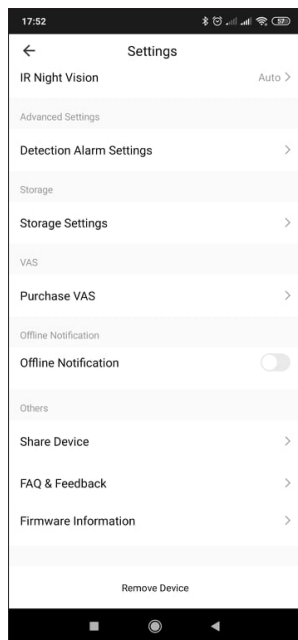 17:52
57
Settings
IR Night Vision
Auto
Advanced Settings
Detection Alarm Settings
Storage
Storage Settings
VAS
Purchase VAS
Offline Notification
Offline Notification
Others
Share Device
FAQ & Feedback
Firmware Information
Remove Device